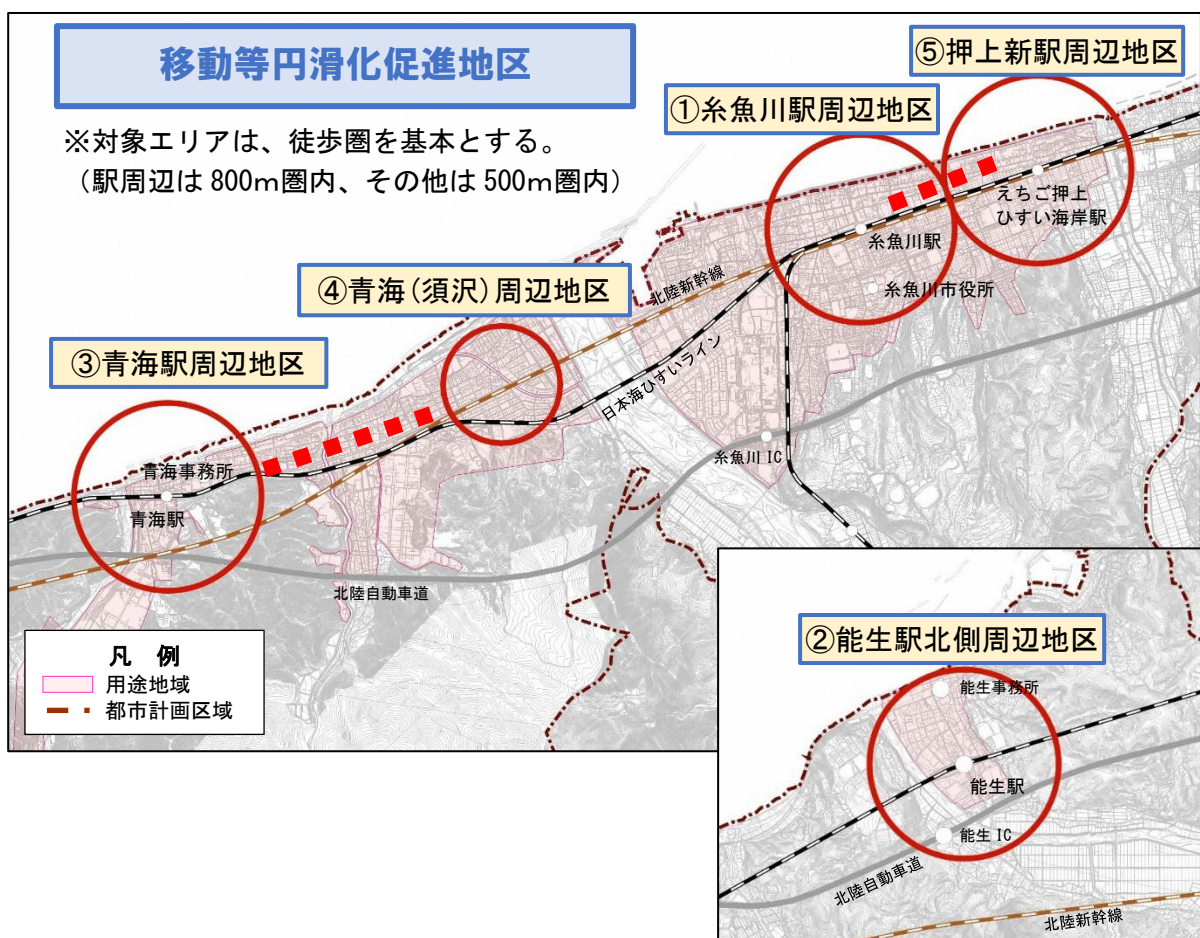 移動等円滑化促進地区
※対象エリアは、徒歩圏を基本とする。
（駅周辺は 800ｍ圏内、その他は 500ｍ圏内）
⑤押上新駅周辺地区
①糸魚川駅周辺地区
えちご押上
ひすい海岸駅
糸魚川駅
糸魚川市役所
北陸新幹線
④青海(須沢)周辺地区
③青海駅周辺地区
日本海ひすいライン
糸魚川 IC
青海事務所
青海駅
北陸自動車道
凡 例
用途地域
都市計画区域
②能生駅北側周辺地区
能生事務所
能生駅
能生 IC
北陸自動車道
北陸新幹線